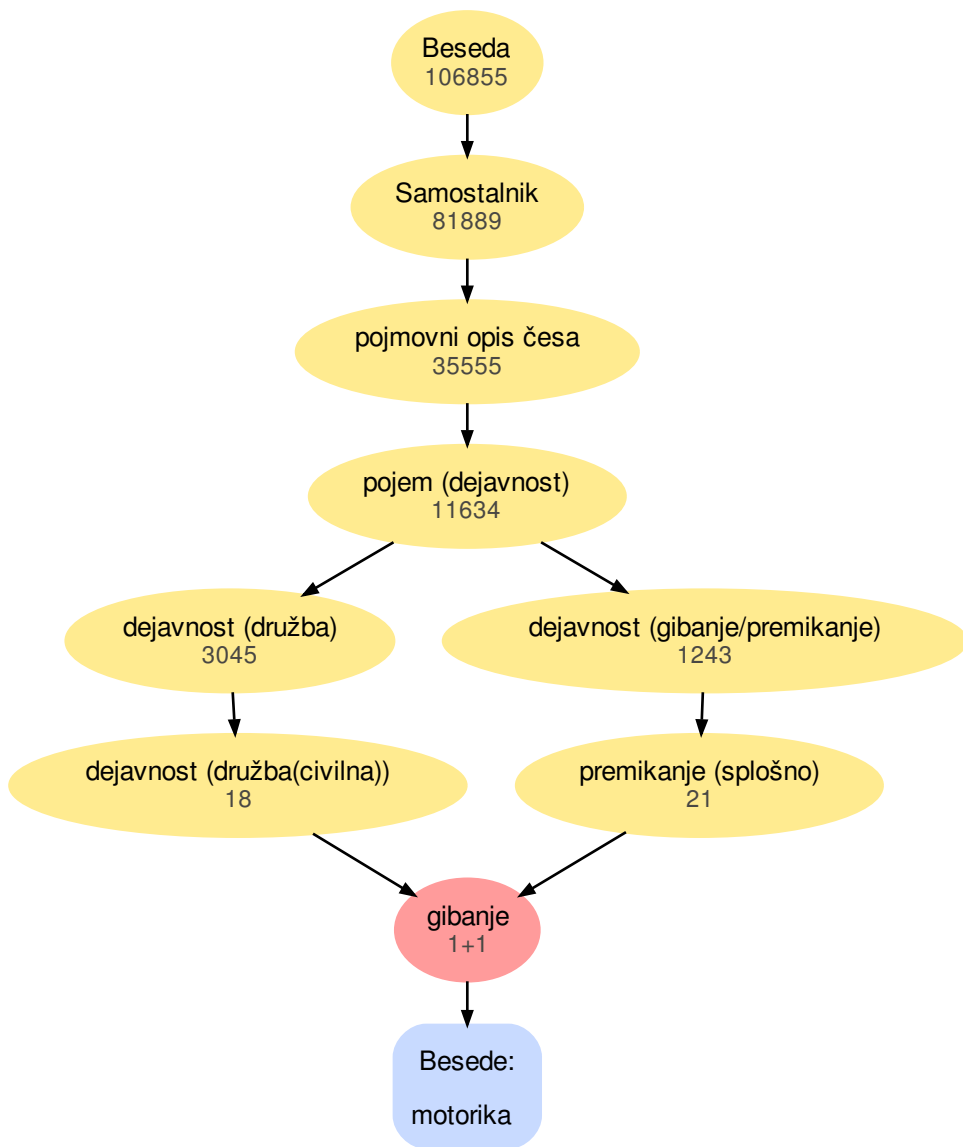 Beseda
106855
Samostalnik
81889
pojmovni opis česa
35555
pojem (dejavnost)
11634
dejavnost (družba)
3045
dejavnost (gibanje/premikanje)
1243
dejavnost (družba(civilna))
18
premikanje (splošno)
21
gibanje
1+1
Besede:
motorika